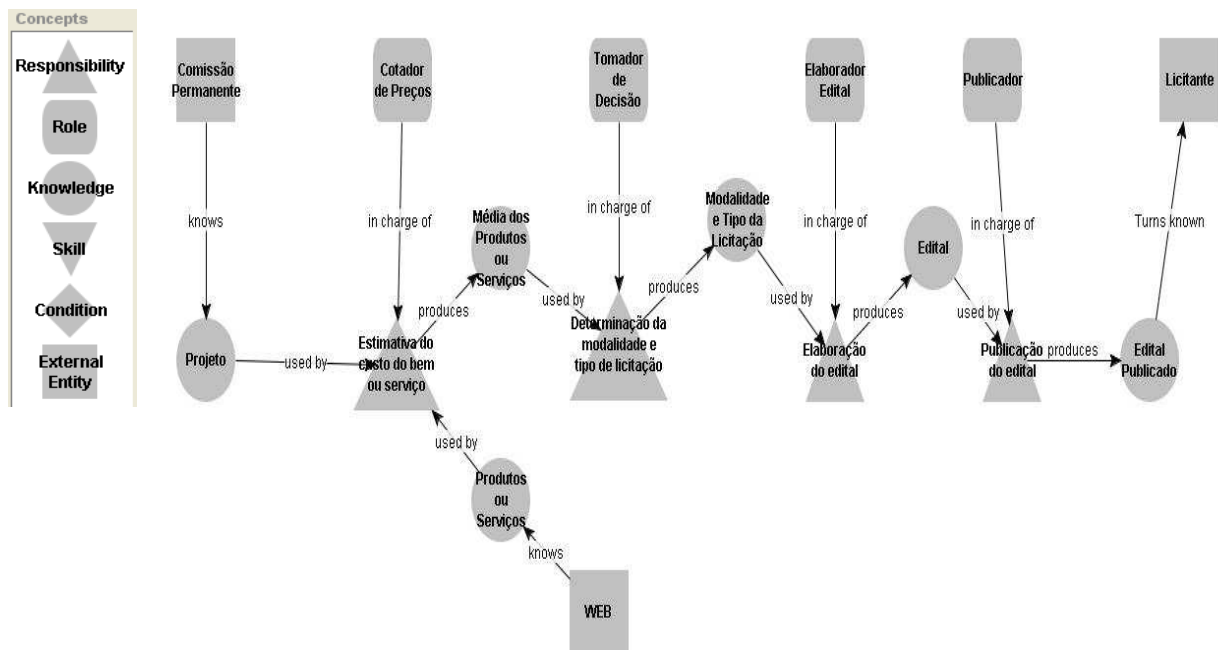 Concepts
Responsibility
Role
Knowledge
Skill
Condition
External
Entity
Comissão
Permanente
Cotador
de Preços
Tomador
de
Decisão
Elaborador
Edital
Publicador
Licitante
knows
in charge of
in charge of
in charge of
in charge of
Turns known
Média dos
Produtos
ou
Serviços
Modalidade
e Tipo da
Licitação
Edital
produces
used by
produces
used by
produces
used by
Projeto
used by
Estimativa do
custo do bem
ou serviço
Determinação da
modalidade e
tipo de licitação
Elaboração
do edital
Publicação
do edital
produces
Edital
Publicado
used by
Produtos
ou
Serviços
knows
WEB